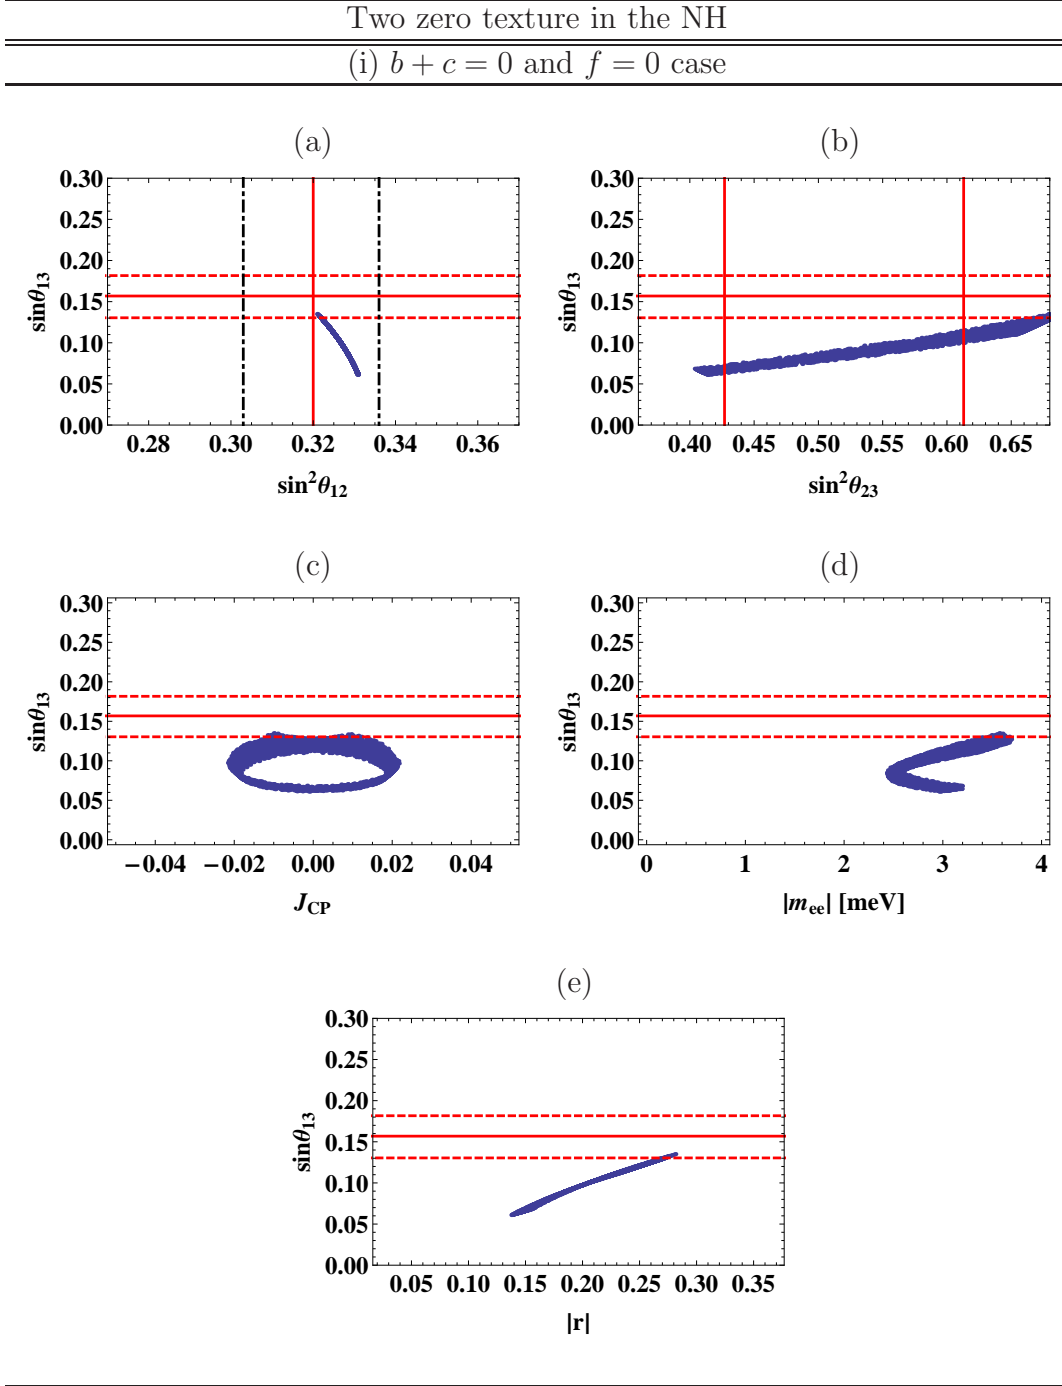 Two zero texture in the NH
(i) b + c = 0 and f = 0 case
(a)
0.30
0.25
0.20
0.15
0.10
0.05
0.00
sinθ13
0.28 0.30 0.32 0.34 0.36
sin²θ12
(b)
0.30
0.25
0.20
0.15
0.10
0.05
0.00
sinθ13
0.40 0.45 0.50 0.55 0.60 0.65
sin²θ23
(c)
0.30
0.25
0.20
0.15
0.10
0.05
0.00
sinθ13
−0.04 −0.02 0.00 0.02 0.04
JCP
(d)
0.30
0.25
0.20
0.15
0.10
0.05
0.00
sinθ13
0 1 2 3 4
|mee| [meV]
(e)
0.30
0.25
0.20
0.15
0.10
0.05
0.00
sinθ13
0.05 0.10 0.15 0.20 0.25 0.30 0.35
|r|